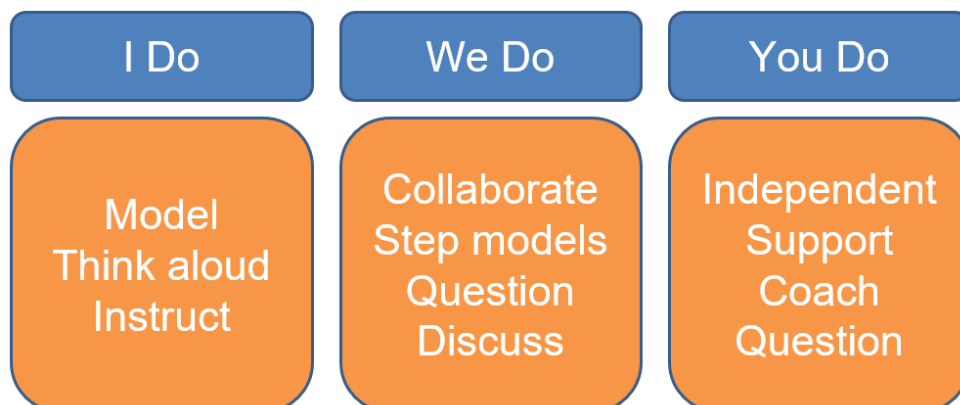 I Do
We Do
You Do
Model
Think aloud
Instruct
Collaborate
Step models
Question
Discuss
Independent
Support
Coach
Question